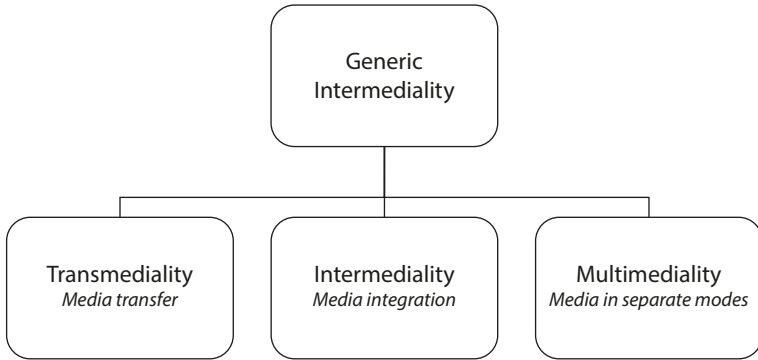 Generic
Intermediality
Transmediality
Media transfer
Intermediality
Media integration
Multimediality
Media in separate modes